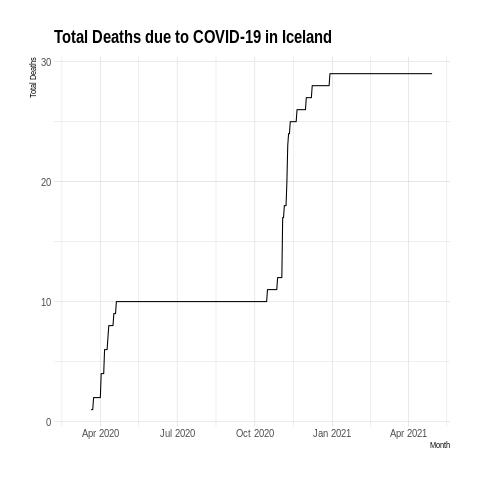 Total Deaths due to COVID-19 in Iceland
Total Deaths
30
20
10
0
Apr 2020 Jul 2020 Oct 2020 Jan 2021 Apr 2021
Month